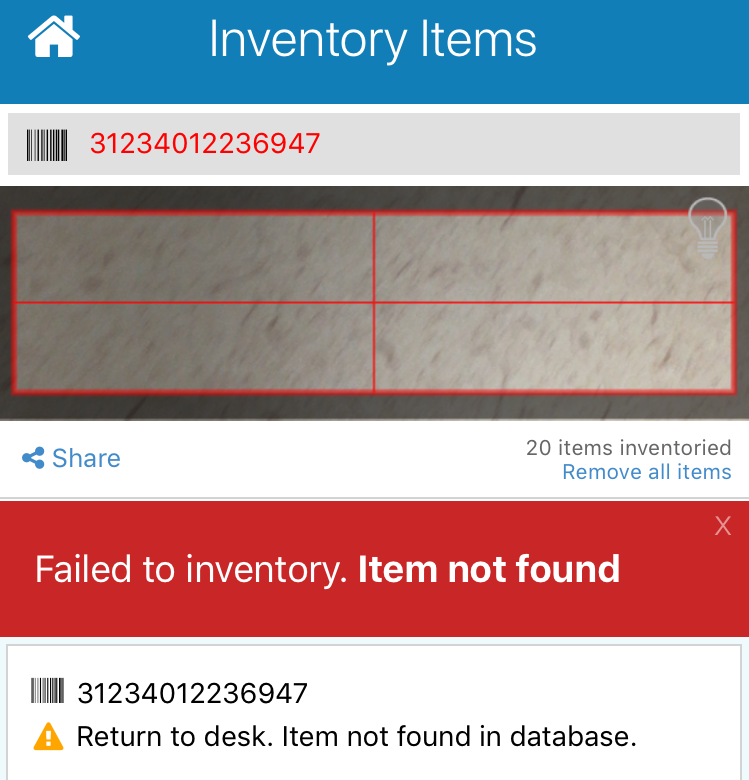 Inventory Items
31234012236947
Share
20 items inventoried
Remove all items
X
Failed to inventory. Item not found
31234012236947
Return to desk. Item not found in database.